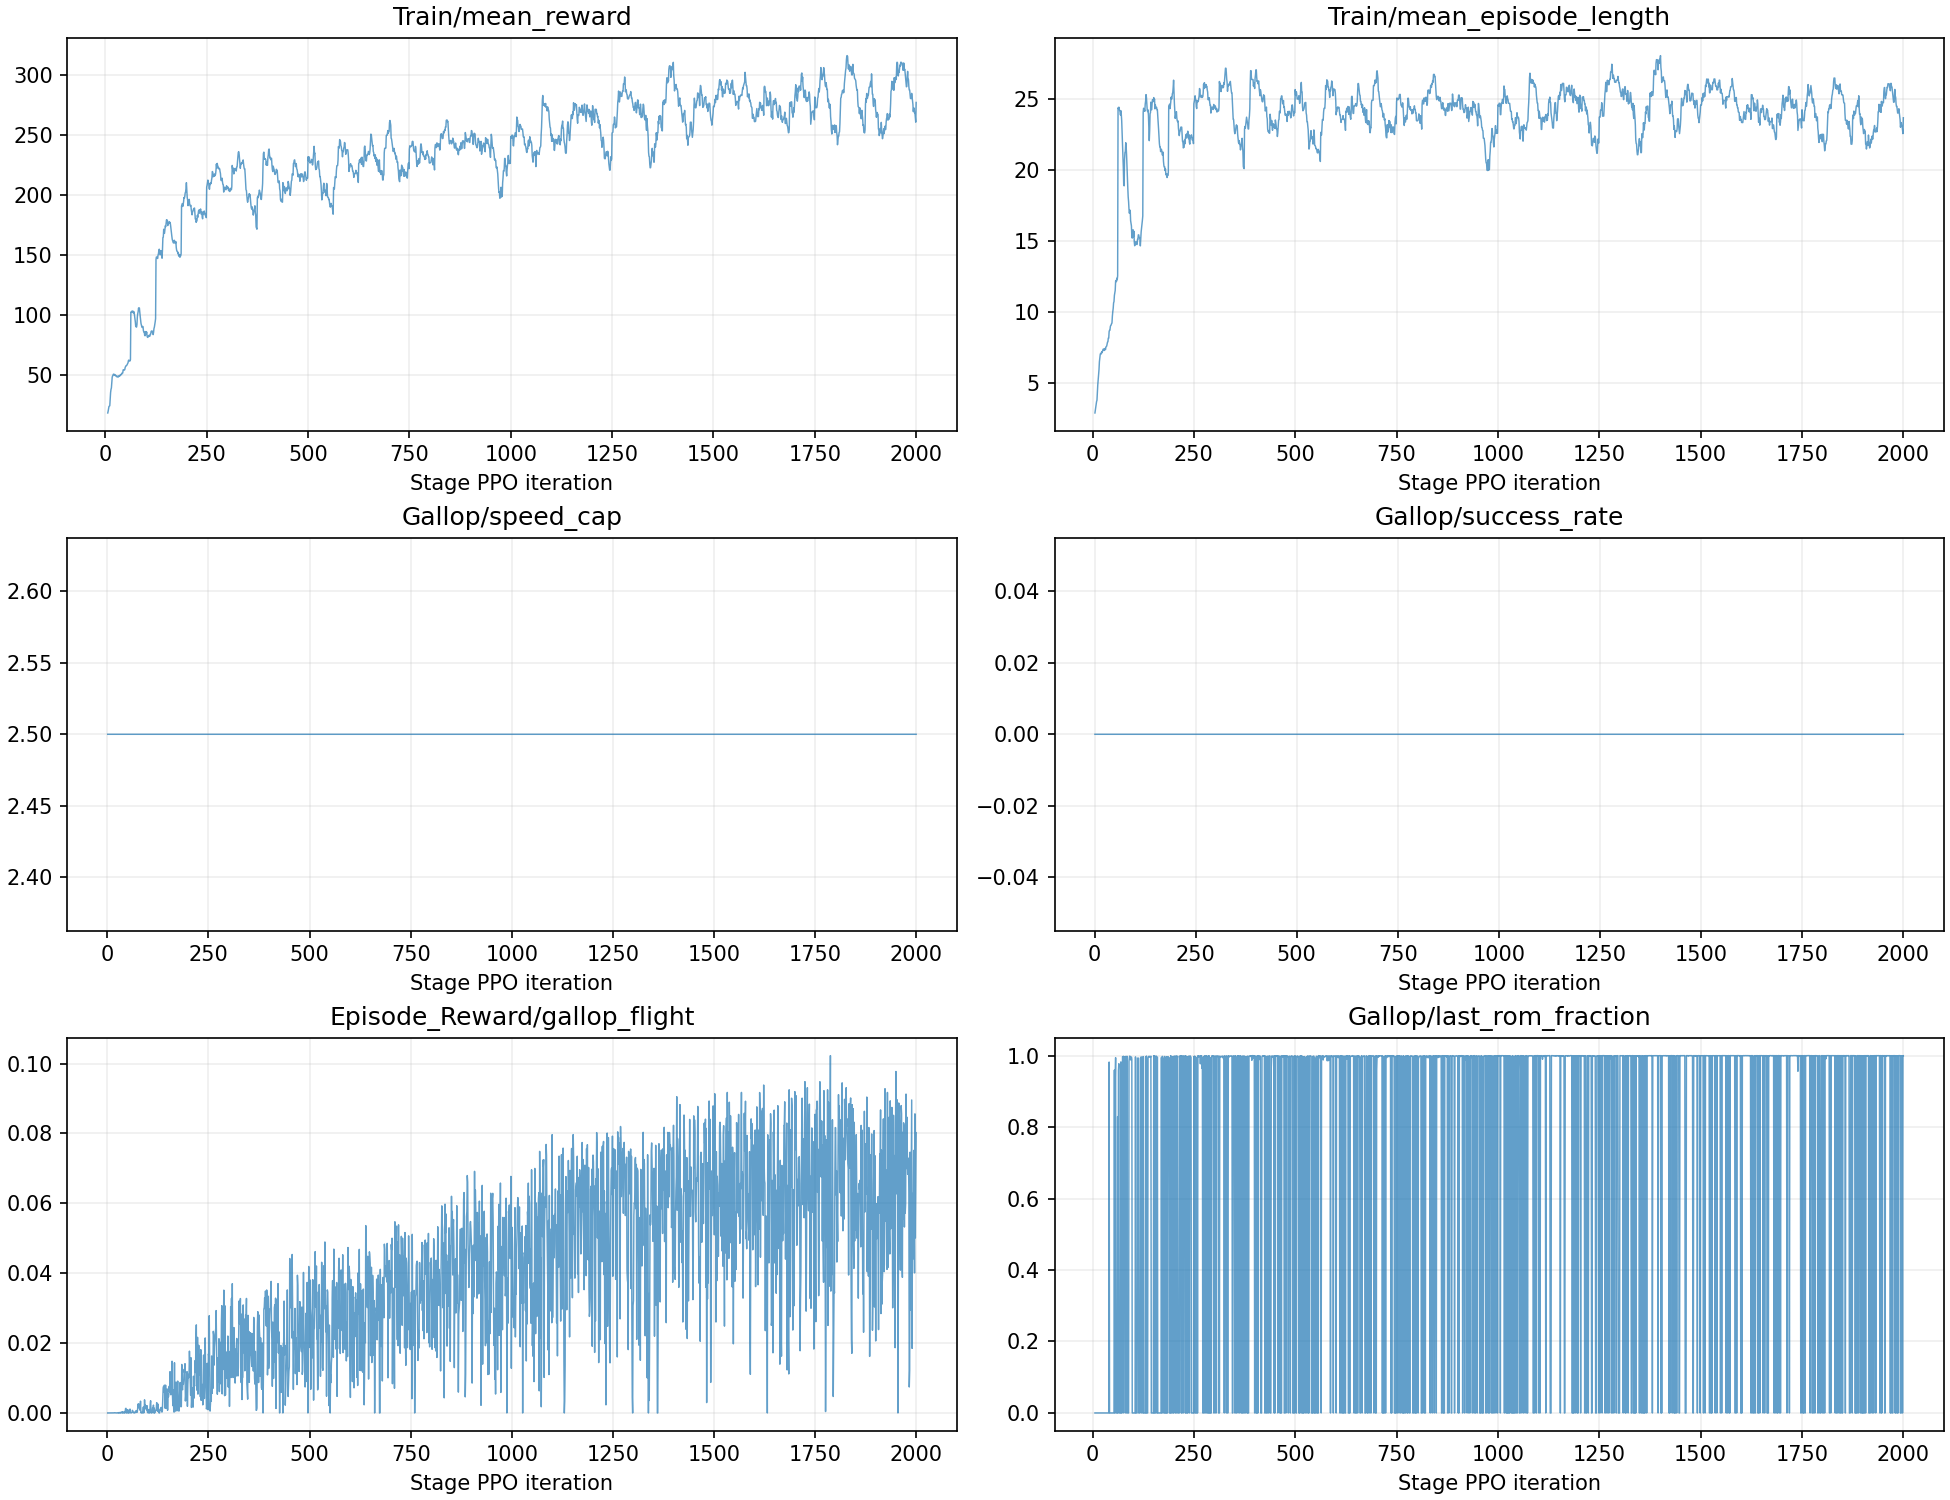 Train/mean_reward
300
250
200
150
100
50
0 250 500 750 1000 1250 1500 1750 2000
Stage PPO iteration
Train/mean_episode_length
25
20
15
10
5
0 250 500 750 1000 1250 1500 1750 2000
Stage PPO iteration
Gallop/speed_cap
2.60
2.55
2.50
2.45
2.40
0 250 500 750 1000 1250 1500 1750 2000
Stage PPO iteration
Gallop/success_rate
0.04
0.02
0.00
−0.02
−0.04
0 250 500 750 1000 1250 1500 1750 2000
Stage PPO iteration
Episode_Reward/gallop_flight
0.10
0.08
0.06
0.04
0.02
0.00
0 250 500 750 1000 1250 1500 1750 2000
Stage PPO iteration
Gallop/last_rom_fraction
1.0
0.8
0.6
0.4
0.2
0.0
0 250 500 750 1000 1250 1500 1750 2000
Stage PPO iteration